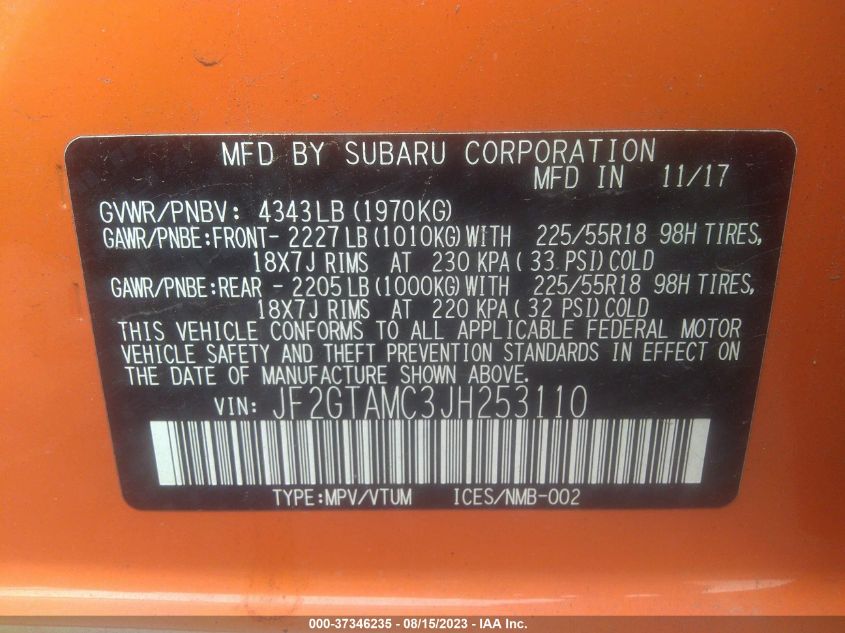 MFD BY SUBARU CORPORATION
MFD IN 11/17
GVWR/PNBV: 4343LB (1970KG)
GAWR/PNBE:FRONT- 2227LB (1010KG) WITH 225/55R18 98H TIRES,
18X7J RIMS AT 230 KPA( 33 PSI) COLD
GAWR/PNBE:REAR - 2205LB (1000KG) WITH 225/55R18 98H TIRES,
18X7J RIMS AT 220 KPA( 32 PSI) COLD
THIS VEHICLE CONFORMS TO ALL APPLICABLE FEDERAL MOTOR
VEHICLE SAFETY AND THEFT PREVENTION STANDARDS IN EFFECT ON
THE DATE OF MANUFACTURE SHOWN ABOVE.
VIN: JF2GTAMC3JH253110
TYPE:MPV/VTUM ICES/NMB-002
000-37346235 - 08/15/2023 - IAA Inc.